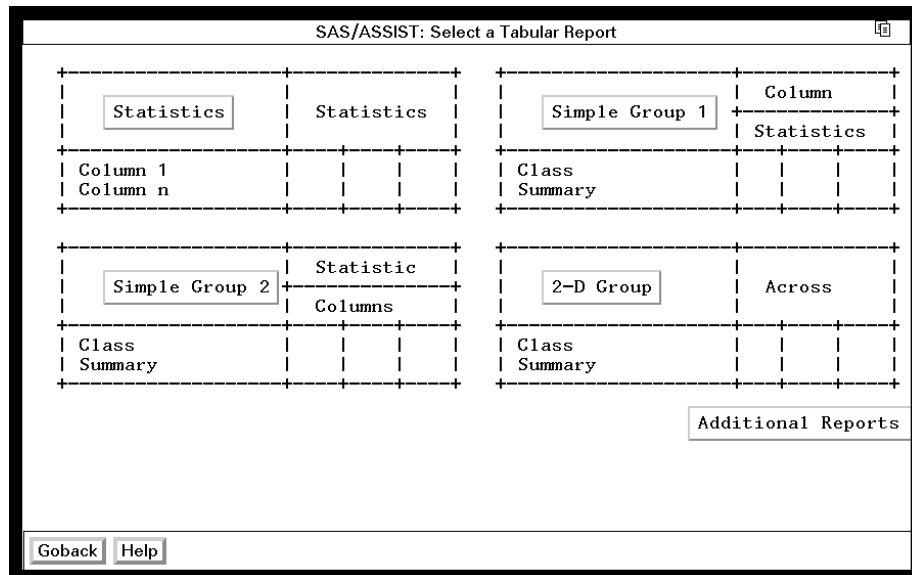 SAS/ASSIST: Select a Tabular Report
Statistics Statistics
Column 1
Column n
Simple Group 1 Column
Statistics
Class
Summary
Simple Group 2 Statistic
Columns
Class
Summary
2-D Group Across
Class
Summary
Additional Reports
Goback Help